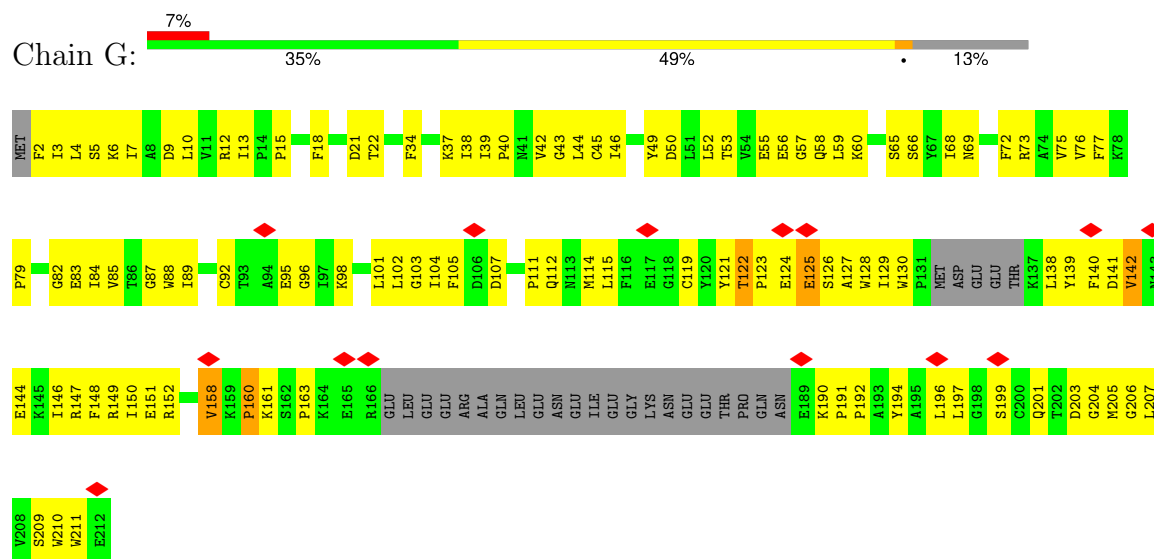 7%
Chain G:
35% 49% • 13%
MET F2 I3 L4 S5 K6 I7 A8 D9 L10 V11 R12 I13 P14 P15 F18 D21 T22 F34 K37 I38 I39 P40 N41 V42 G43 L44 C45 I46 Y49 D50 L51 L52 T53 V54 E55 E56 G57 Q58 L59 K60 S65 S66 Y67 I68 N69 F72 R73 A74 V75 V76 F77 K78
P79 G82 E83 I84 V85 T86 G87 W88 I89 C92 T93 A94 E95 G96 I97 K98 L101 L102 G103 I104 F105 D106 D107 P111 Q112 N113 M114 L115 F116 E117 G118 C119 Y120 Y121 T122 P123 E124 E125 S126 A127 W128 I129 W130 P131 MET ASP GLU GLU THR K137 L138 Y139 F140 D141 V142 N143
E144 K145 I146 R147 F148 R149 I150 E151 R152 V158 K159 P160 K161 S162 P163 K164 E165 R166 GLU LEU GLU GLU ARG ALA GLN LEU GLU ASN GLU ILE GLU GLY LYS ASN GLU GLU THR PRO GLN ASN E189 K190 P191 P192 A193 Y194 A195 L196 L197 G198 S199 C200 Q201 T202 D203 G204 M205 G206 L207
V208 S209 W210 W211 E212